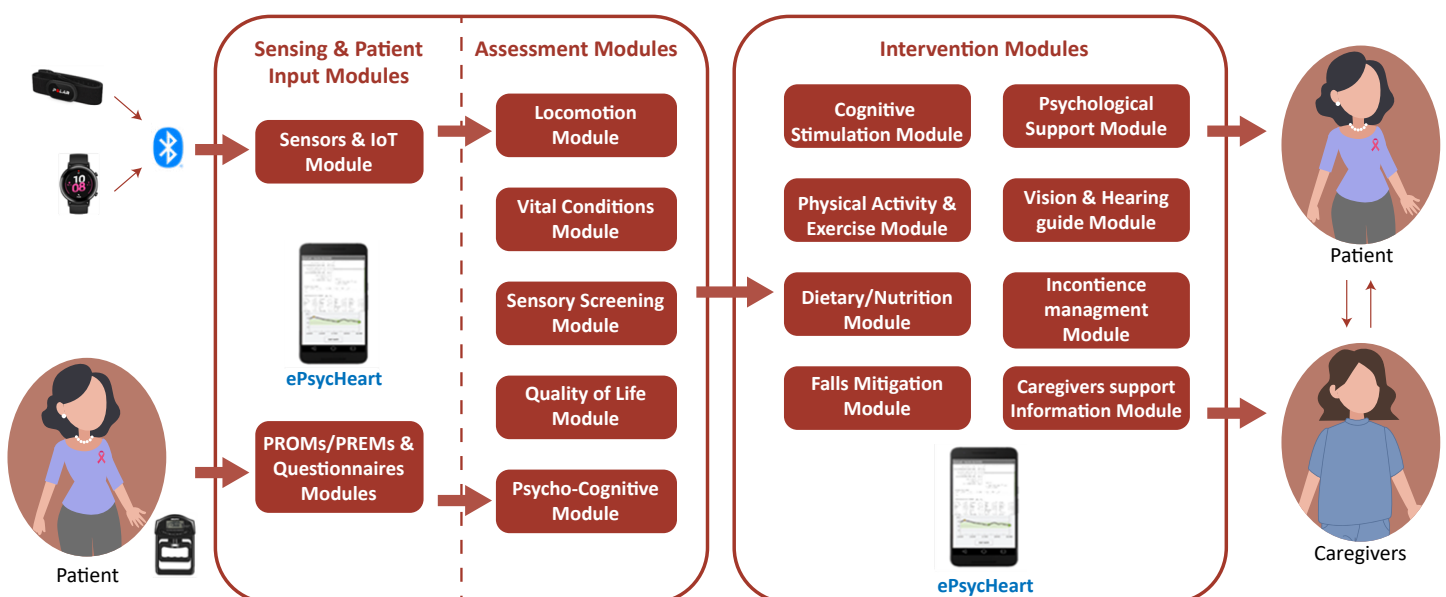 Sensing & Patient
Input Modules
Assessment Modules
Intervention Modules
POLAR
10
08
Sensors & IoT
Module
ePsycHeart
PROMs/PREMs &
Questionnaires
Modules
Patient
Locomotion
Module
Vital Conditions
Module
Sensory Screening
Module
Quality of Life
Module
Psycho-Cognitive
Module
Cognitive
Stimulation Module
Psychological
Support Module
Physical Activity &
Exercise Module
Vision & Hearing
guide Module
Dietary/Nutrition
Module
Incontience
managment
Module
Falls Mitigation
Module
Caregivers support
Information Module
ePsycHeart
Patient
Caregivers